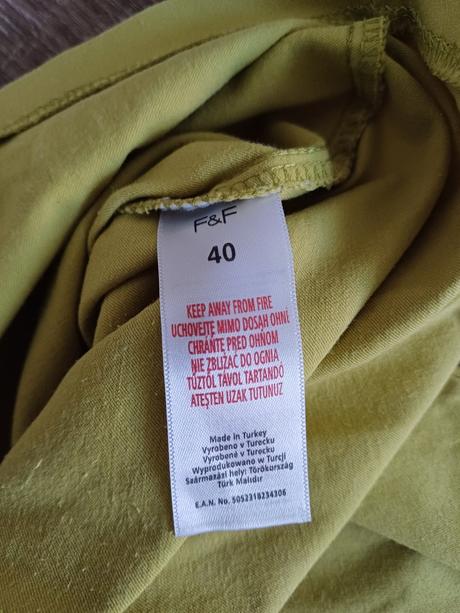 F&F
40
KEEP AWAY FROM FIRE
UCHOVEJTE MIMO DOSAH OHNĚ
CHRÁŇTE PRED OHŇOM
NIE ZBLIŻAĆ DO OGNIA
TŰZTŐL TÁVOL TARTANDÓ
ATEŞTEN UZAK TUTUNUZ
Made in Turkey
Vyrobeno v Turecku
Vyrobené v Turecku
Wyprodukowano w Turcji
Származási hely: Törökország
Türk Malıdır
E.A.N. No. 5052318234306